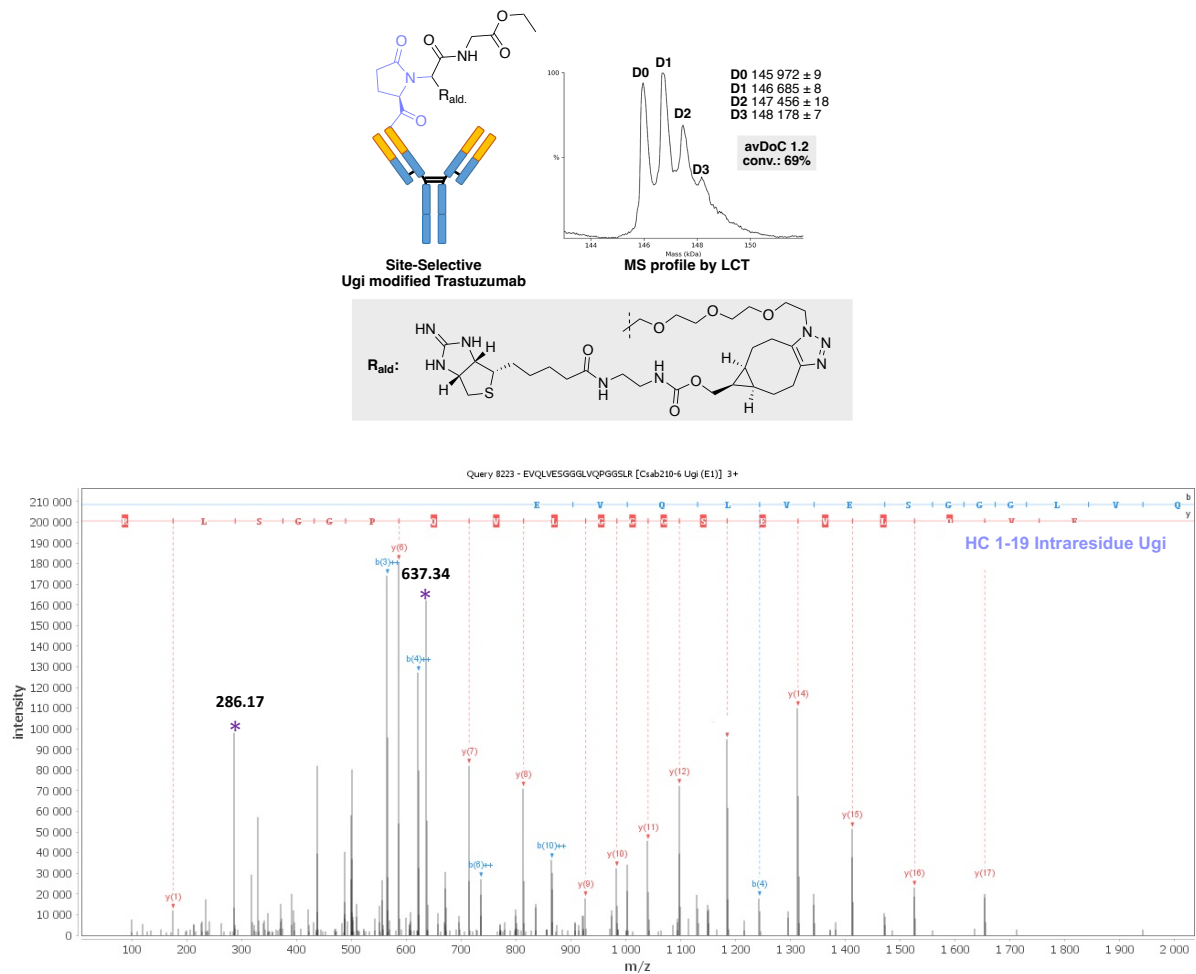 O
O
O
NH
O
O
N
R ald.
O
Site-Selective
Ugi modified Trastuzumab
100
%
D0
D1
D2
D3
144
146
148
150
Mass (kDa)
MS profile by LCT
D0 145 972 ± 9
D1 146 685 ± 8
D2 147 456 ± 18
D3 148 178 ± 7
avDoC 1.2
conv.: 69%
Rald:
HN
NH
H
HN
H
S
O
N
H
H
N
O
O
H
H
O
O
O
N
N
N
Query 8223 - EVQLVESGGGLVQPGGSLR [Csab210-6 Ugi (E1)] 3+
E V Q L V E S G G G L V Q b
R L S G G P Q V L G G G S E V L Q V E y
HC 1-19 Intraresidue Ugi
intensity
210 000
200 000
190 000
180 000
170 000
160 000
150 000
140 000
130 000
120 000
110 000
100 000
90 000
80 000
70 000
60 000
50 000
40 000
30 000
20 000
10 000
0
y(1)
286.17
*
b(3)++
y(6)
637.34
*
b(4)++
y(7)
b(6)++
y(8)
b(10)++
y(9)
y(10)
y(11)
y(12)
b(4)
y(14)
y(15)
y(16)
y(17)
100 200 300 400 500 600 700 800 900 1 000 1 100 1 200 1 300 1 400 1 500 1 600 1 700 1 800 1 900 2 000
m/z